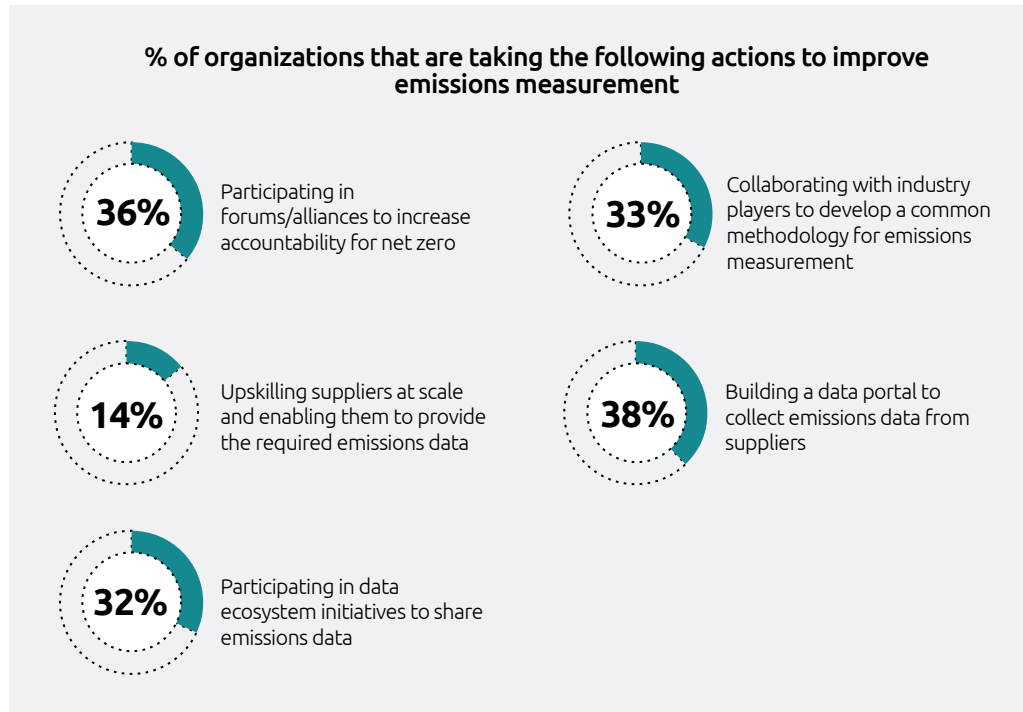 % of organizations that are taking the following actions to improve
emissions measurement
36%
Participating in
forums/alliances to increase
accountability for net zero
33%
Collaborating with industry
players to develop a common
methodology for emissions
measurement
14%
Upskilling suppliers at scale
and enabling them to provide
the required emissions data
38%
Building a data portal to
collect emissions data from
suppliers
32%
Participating in data
ecosystem initiatives to share
emissions data